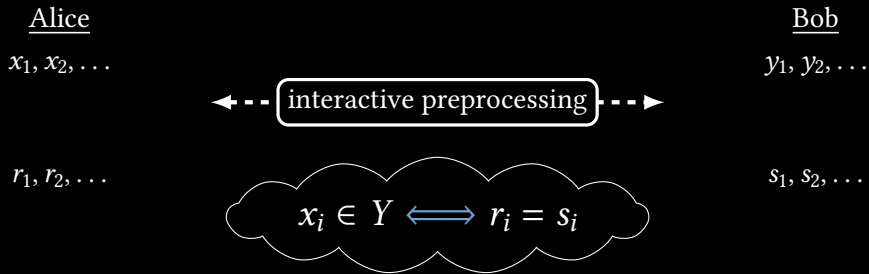 Alice Bob
x₁, x₂, … y₁, y₂, …
interactive preprocessing
r₁, r₂, … s₁, s₂, …
xᵢ ∈ Y ⟺ rᵢ = sᵢ